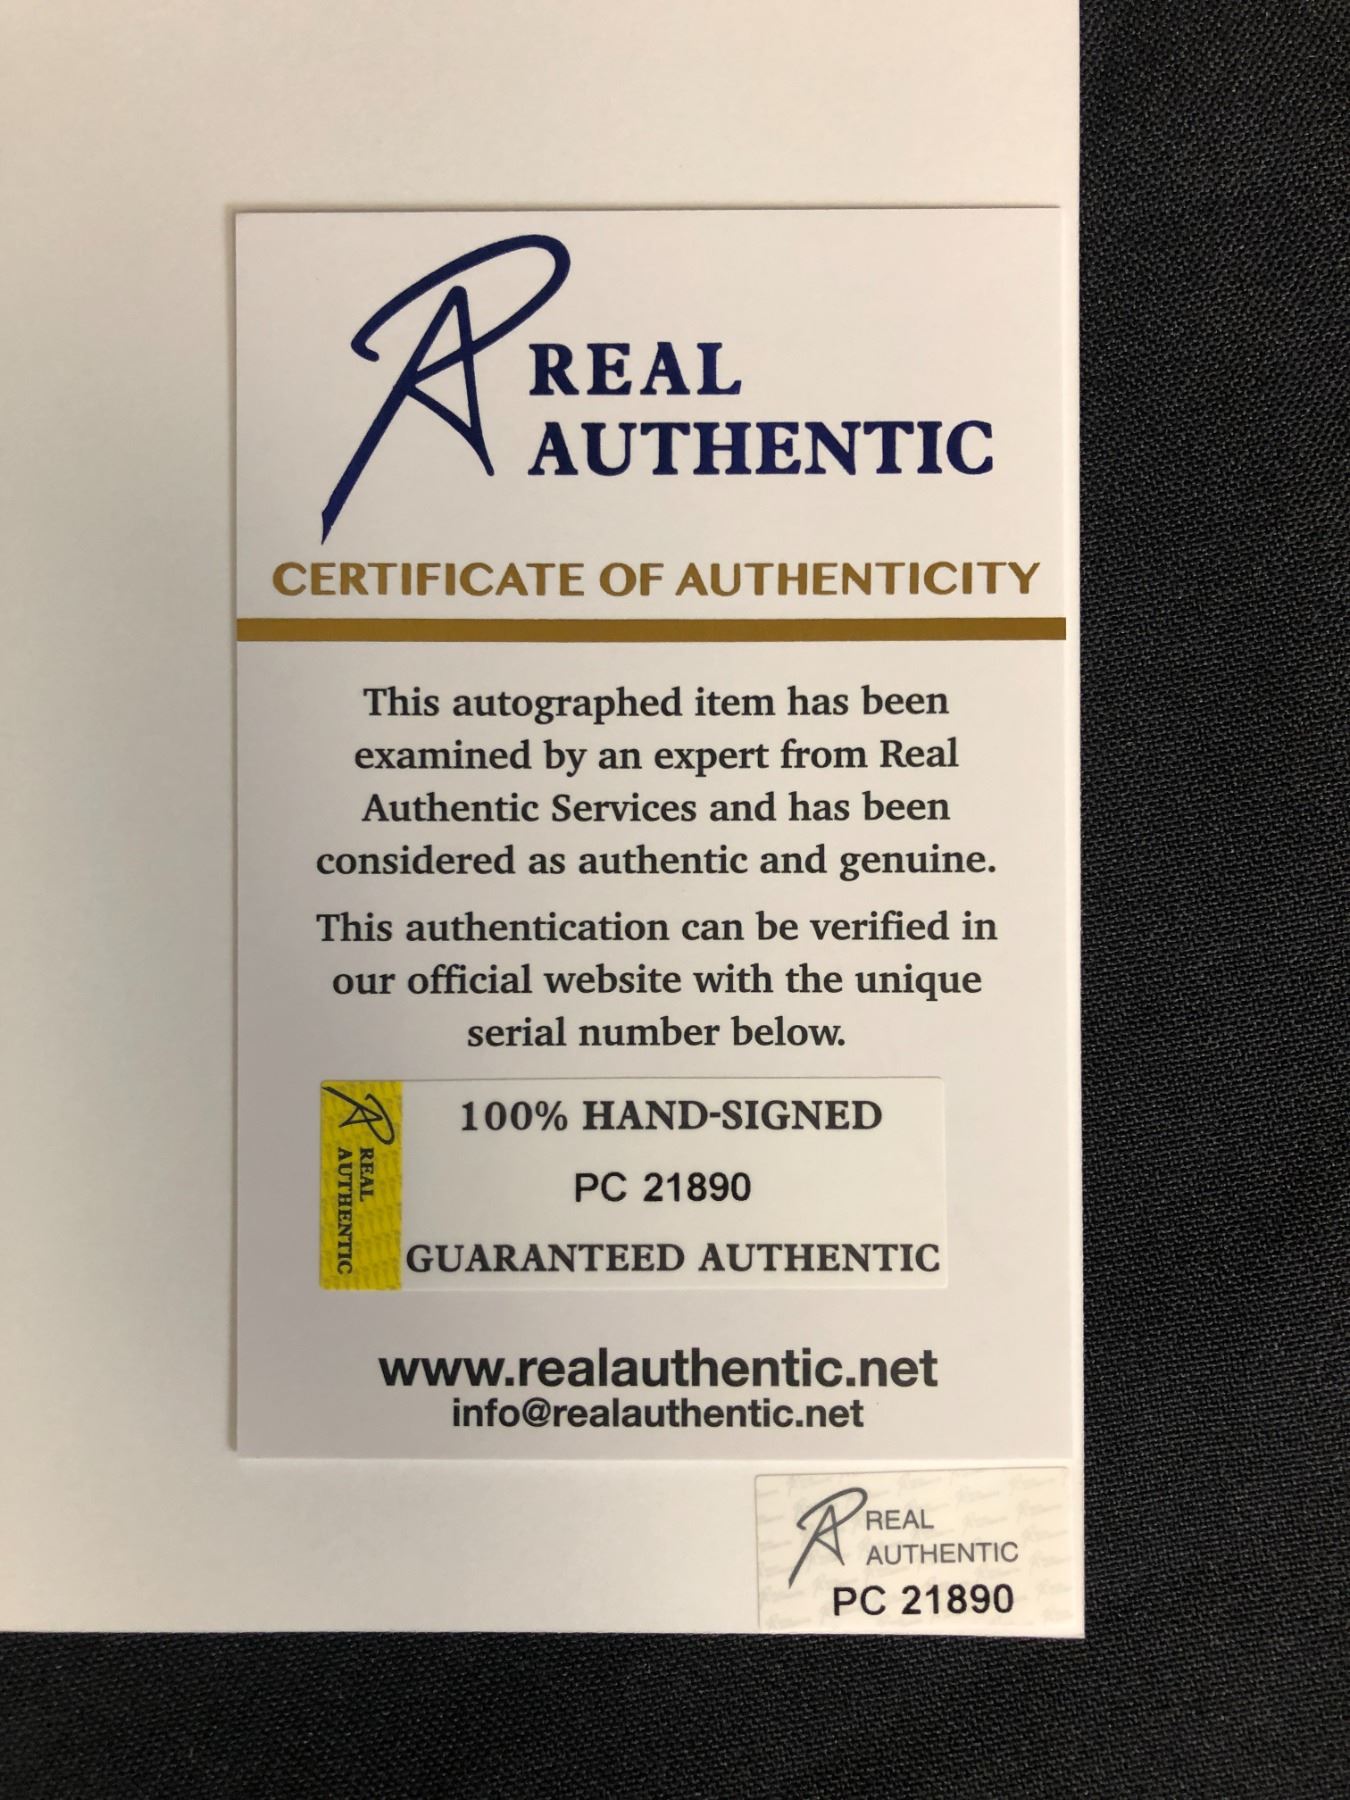 REAL
AUTHENTIC
CERTIFICATE OF AUTHENTICITY
This autographed item has been
examined by an expert from Real
Authentic Services and has been
considered as authentic and genuine.
This authentication can be verified in
our official website with the unique
serial number below.
REAL
AUTHENTIC
100% HAND-SIGNED
PC 21890
GUARANTEED AUTHENTIC
www.realauthentic.net
info@realauthentic.net
REAL
AUTHENTIC
PC 21890